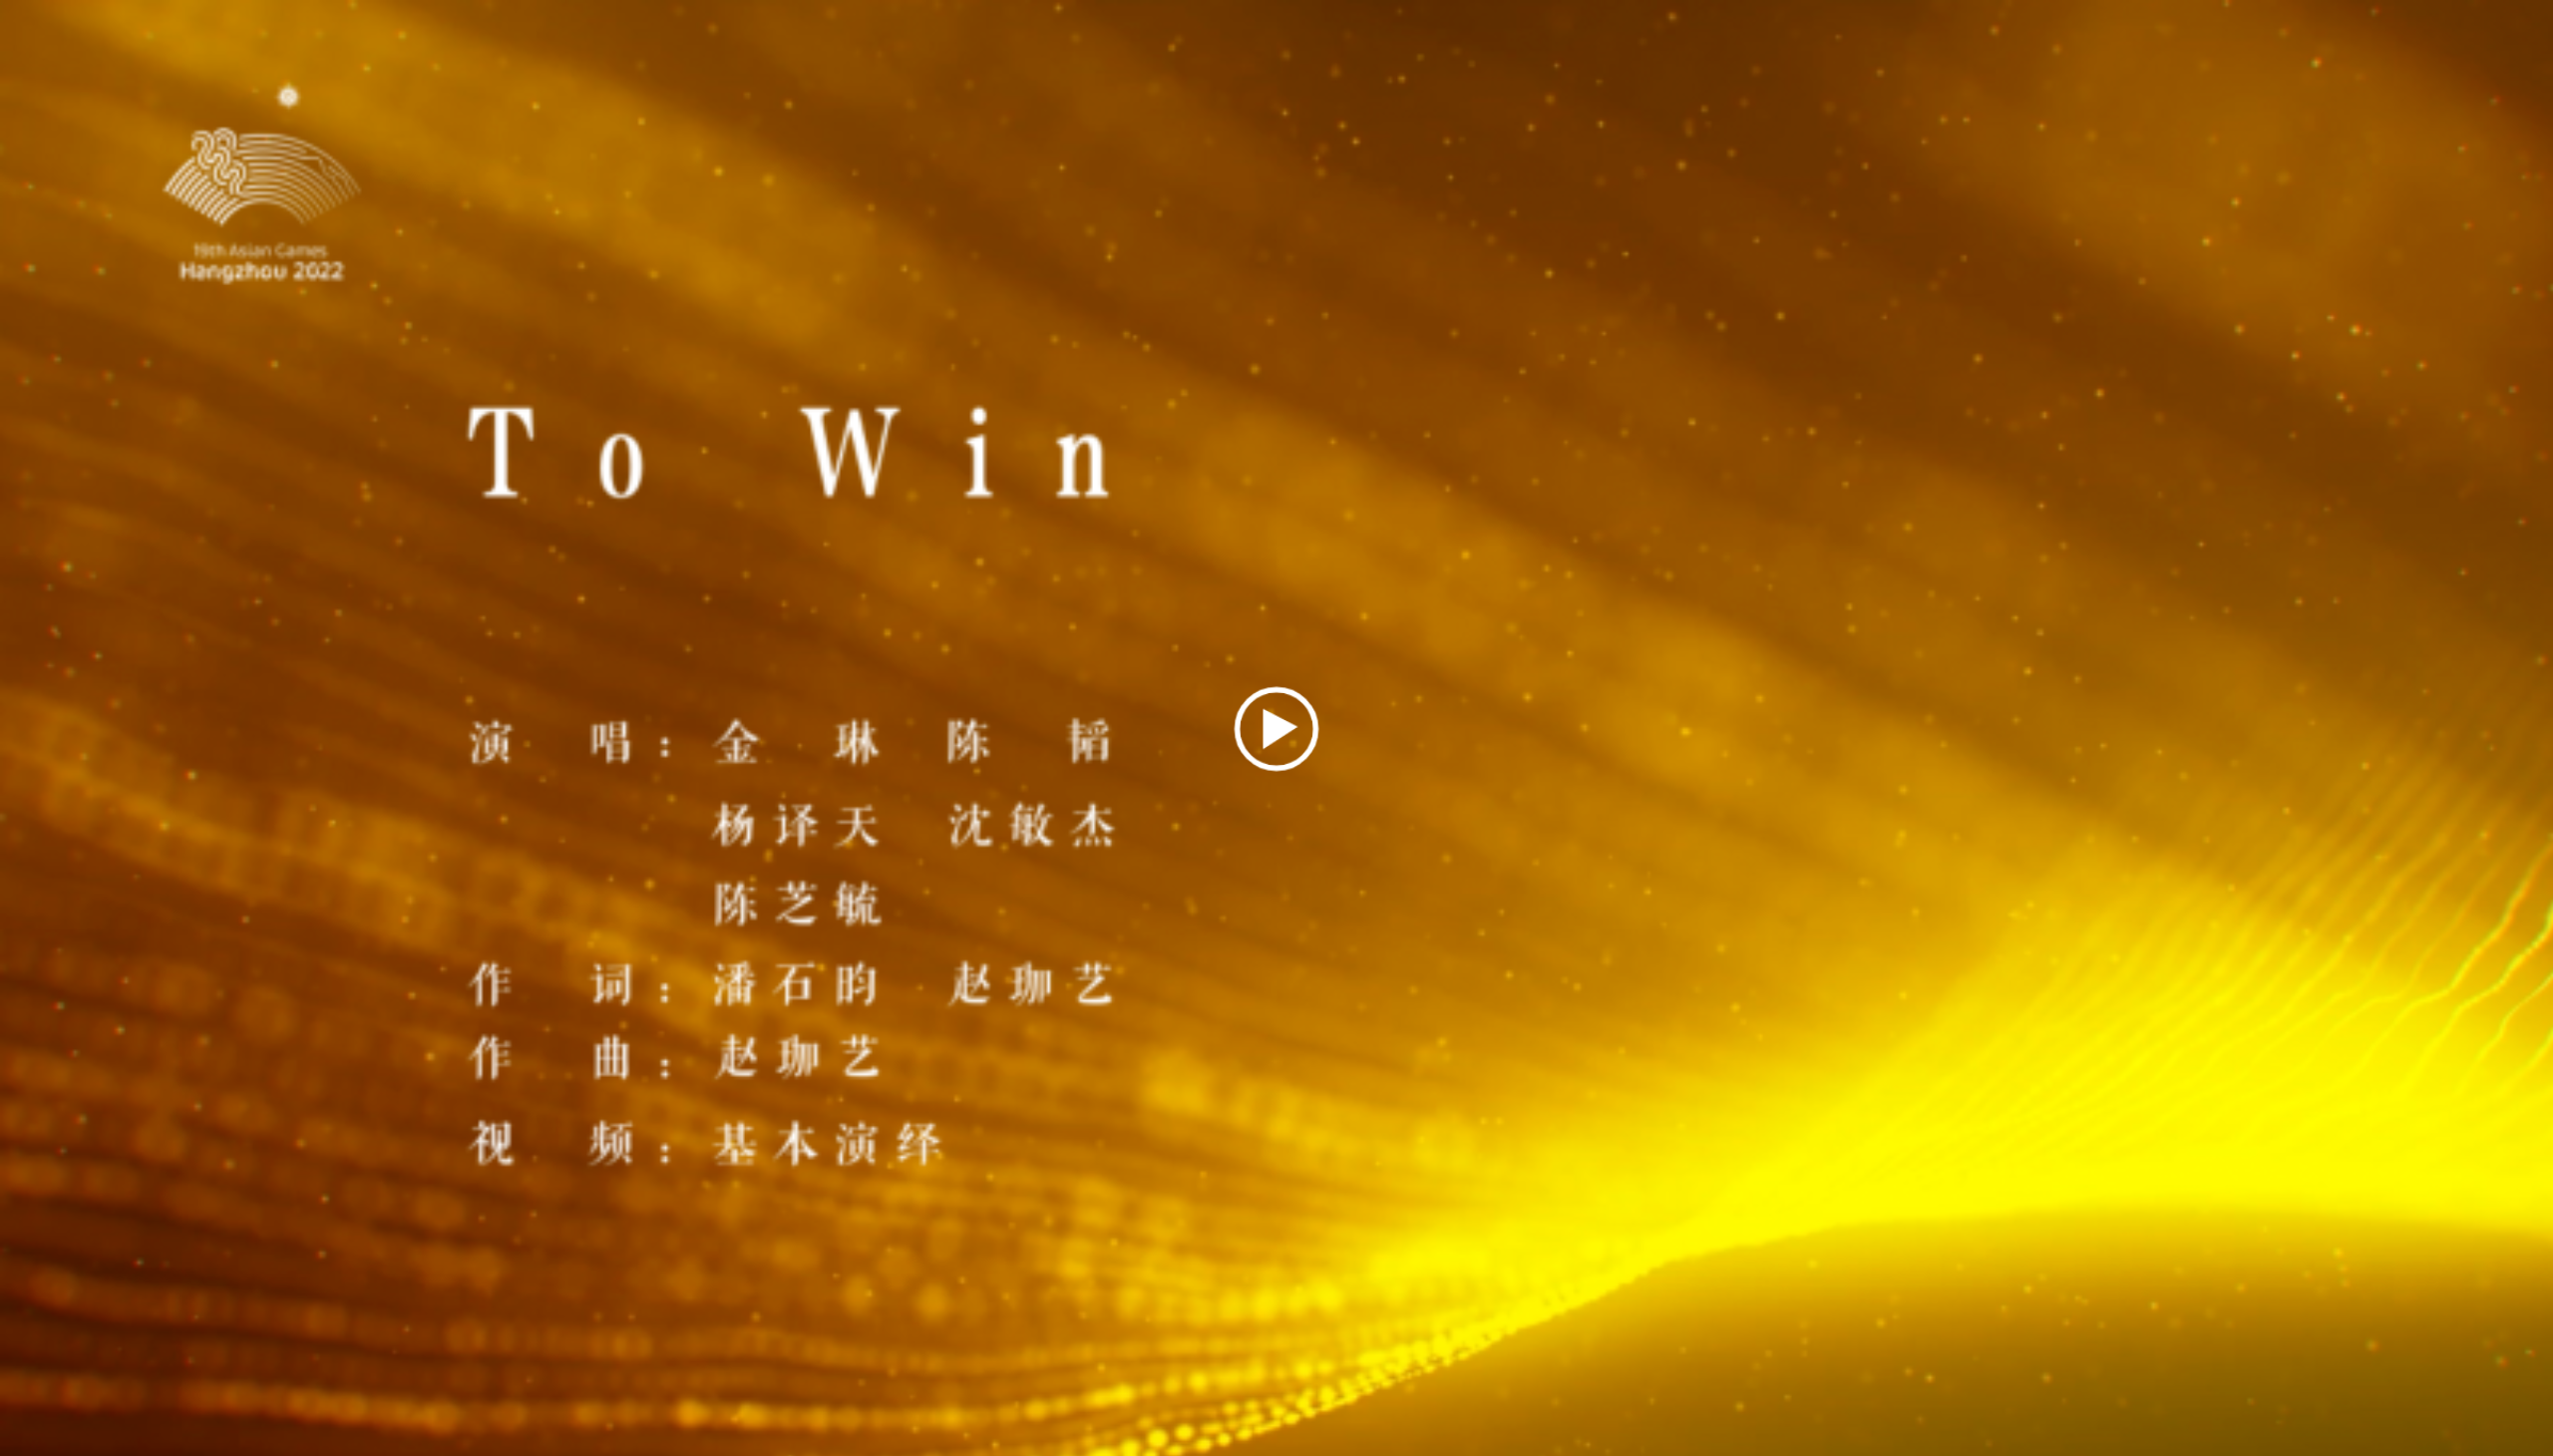 19th Asian Games
Hangzhou 2022
To Win
演 唱：金 琳 陈 韬
杨译天 沈敏杰
陈芝毓
作 词：潘石昀 赵珈艺
作 曲：赵珈艺
视 频：基本演绎